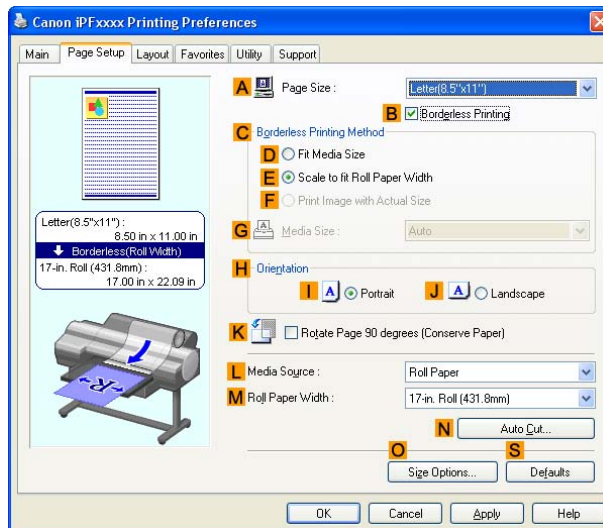 Canon iPFxxxx Printing Preferences
Main Page Setup Layout Favorites Utility Support
A Page Size : Letter(8.5"x11")
B Borderless Printing
C Borderless Printing Method
D Fit Media Size
E Scale to fit Roll Paper Width
F Print Image with Actual Size
G Media Size : Auto
Letter(8.5"x11") :
8.50 in x 11.00 in
Borderless(Roll Width)
17-in. Roll (431.8mm) :
17.00 in x 22.09 in
H Orientation
I A Portrait J A Landscape
K Rotate Page 90 degrees (Conserve Paper)
L Media Source : Roll Paper
M Roll Paper Width : 17-in. Roll (431.8mm)
N Auto Cut...
O S
Size Options... Defaults
R
OK Cancel Apply Help